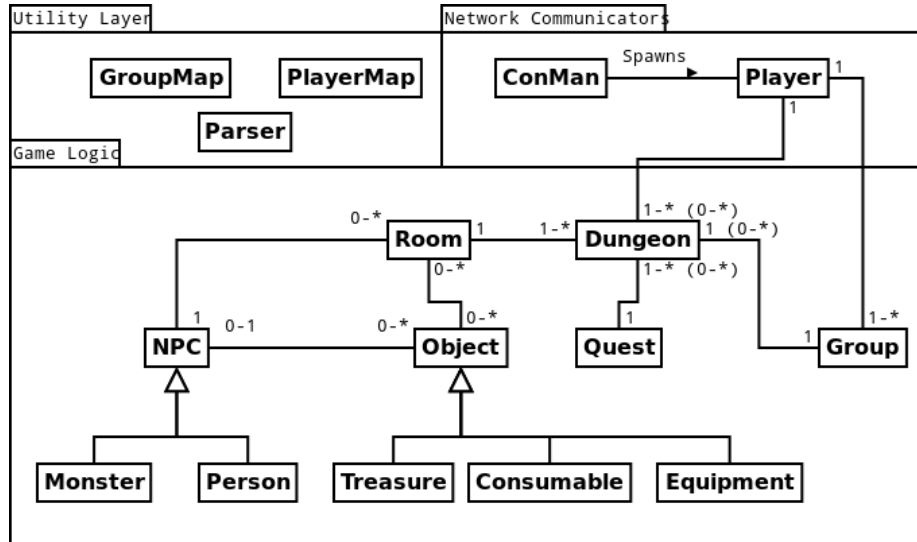 Utility Layer
Network Communicators
GroupMap
PlayerMap
Parser
ConMan
Spawns
Player
1
1
Game Logic
0-*
Room
1
1-*
1-* (0-*)
Dungeon
1 (0-*)
0-*
1-* (0-*)
1
NPC
0-1
0-*
0-*
Object
1
Quest
1
1-*
Group
Monster
Person
Treasure
Consumable
Equipment